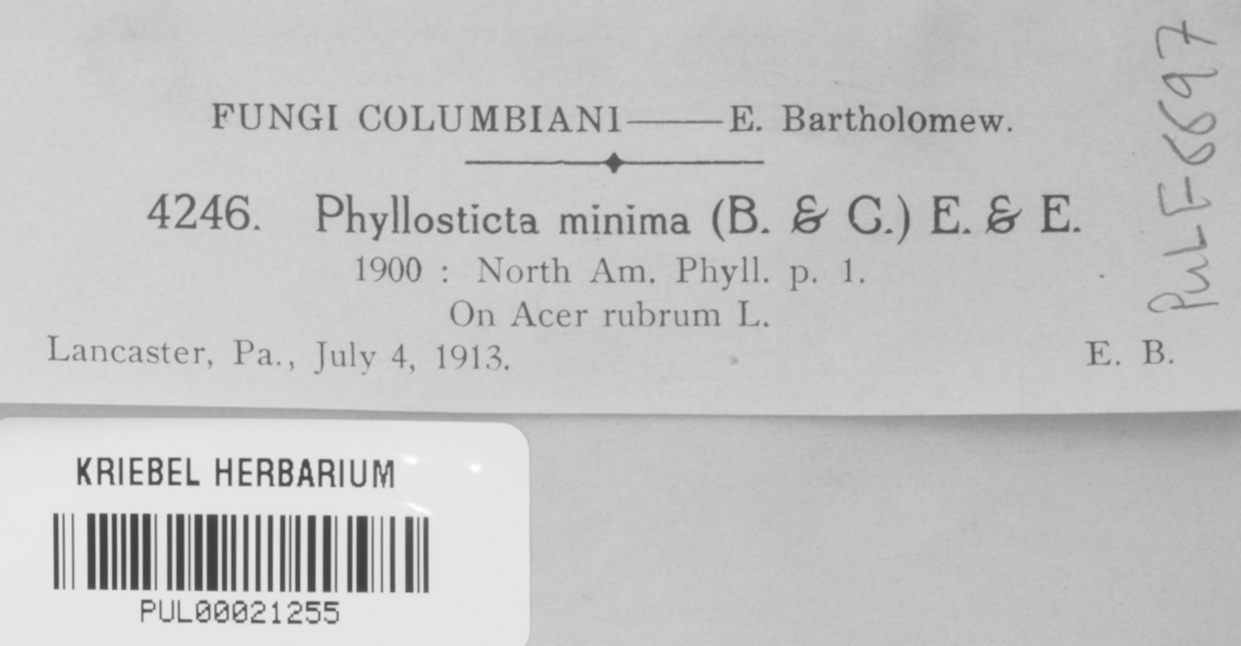 FUNGI COLUMBIANI——E. Bartholomew.
4246. Phyllosticta minima (B. & C.) E. & E.
1900 : North Am. Phyll. p. 1.
On Acer rubrum L.
Lancaster, Pa., July 4, 1913. E. B.
PUL F6697
KRIEBEL HERBARIUM
PUL00021255